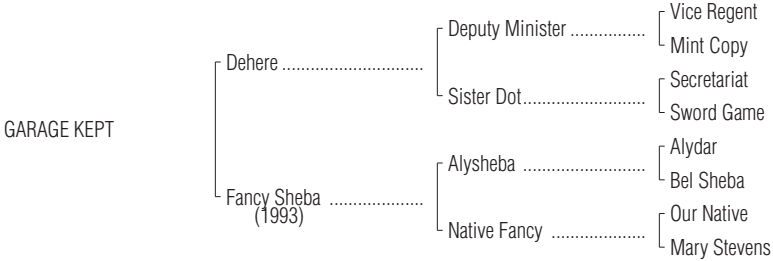 Vice Regent
Deputy Minister ................
Mint Copy
Dehere .............................
Secretariat
Sister Dot.........................
Sword Game
GARAGE KEPT
Alydar
Alysheba .........................
Bel Sheba
Fancy Sheba ...................
(1993)
Our Native
Native Fancy ...................
Mary Stevens